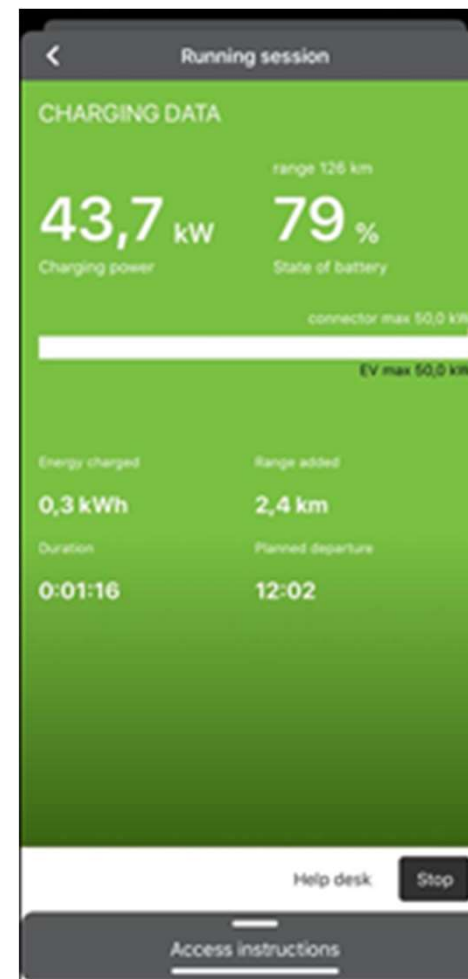 Running session
CHARGING DATA
range 126 km
43,7 kW
79 %
Charging power
State of battery
connector max 50,0 kW
EV max 50,0 kW
Energy charged
Range added
0,3 kWh
2,4 km
Duration
Planned departure
0:01:16
12:02
Help desk
Stop
Access instructions